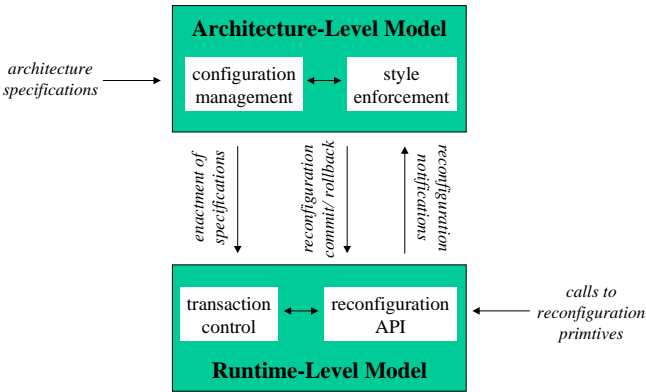 Architecture-Level Model
architecture
specifications
configuration
management
style
enforcement
enactment of
specifications
reconfiguration
commit/ rollback
reconfiguration
notifications
transaction
control
reconfiguration
API
calls to
reconfiguration
primtives
Runtime-Level Model